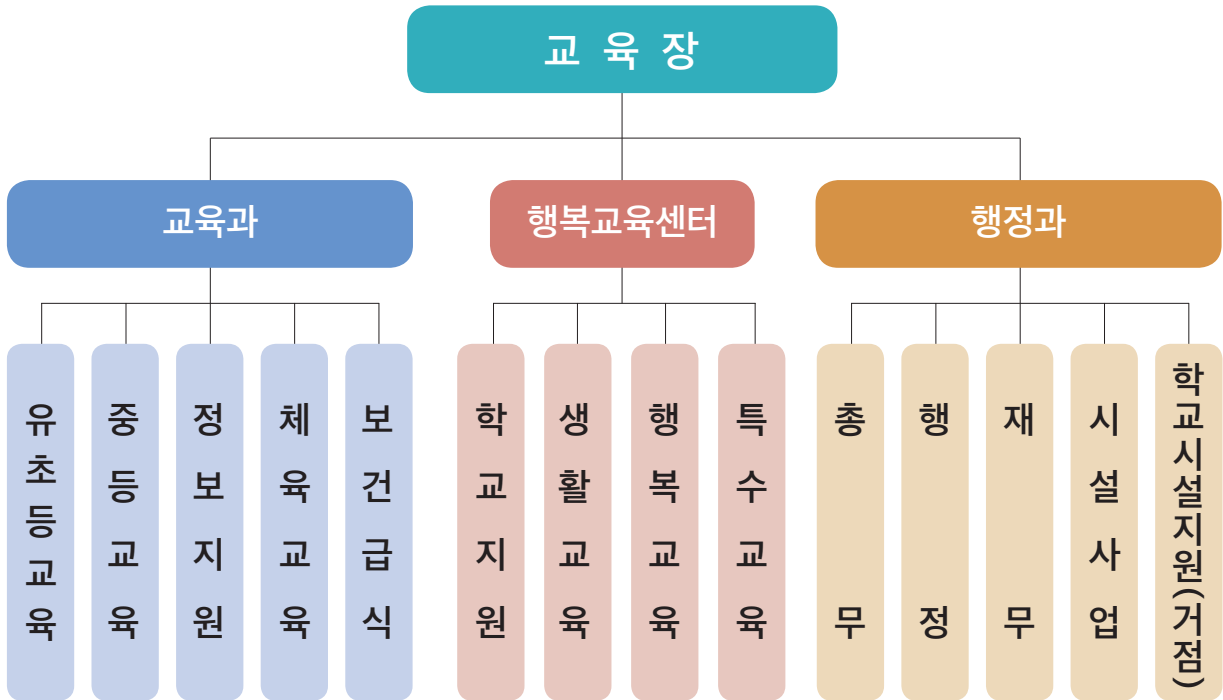 교 육 장
교육과
행복교육센터
행정과
유초등교육
중등교육
정보지원
체육교육
보건급식
학교지원
생활교육
행복교육
특수교육
총무
행정
재무
시설사업
학교시설지원(거점)